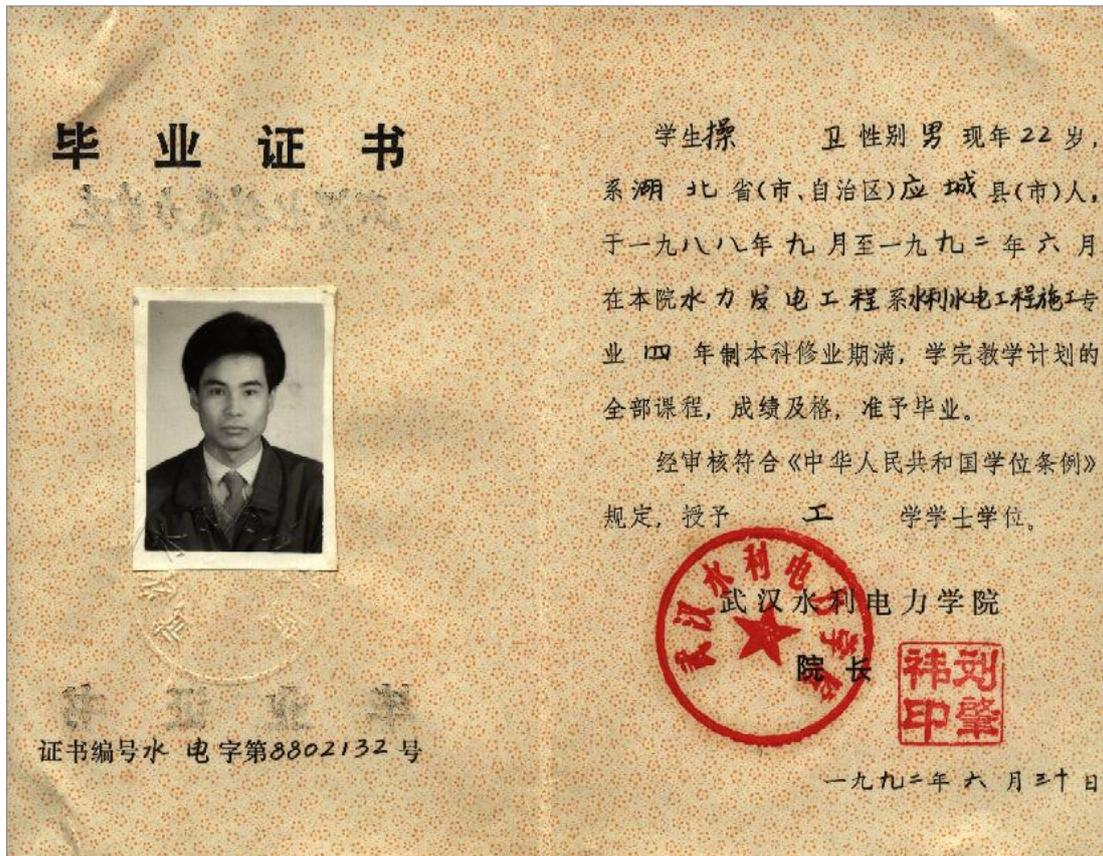 毕业证书
证书编号水电字第8802132号
学生操 卫 性别男 现年22岁,
系湖北省(市、自治区)应城县(市)人,
于一九八八年九月至一九九二年六月
在本院水力发电工程系水利水电工程施工专
业四年制本科修业期满, 学完教学计划的
全部课程, 成绩及格, 准予毕业。
经审核符合《中华人民共和国学位条例》
规定, 授予 工 学学士学位。
武汉水利电力学院
武汉水利电力学院
院长
刘肇祎印
一九九二年六月三十日